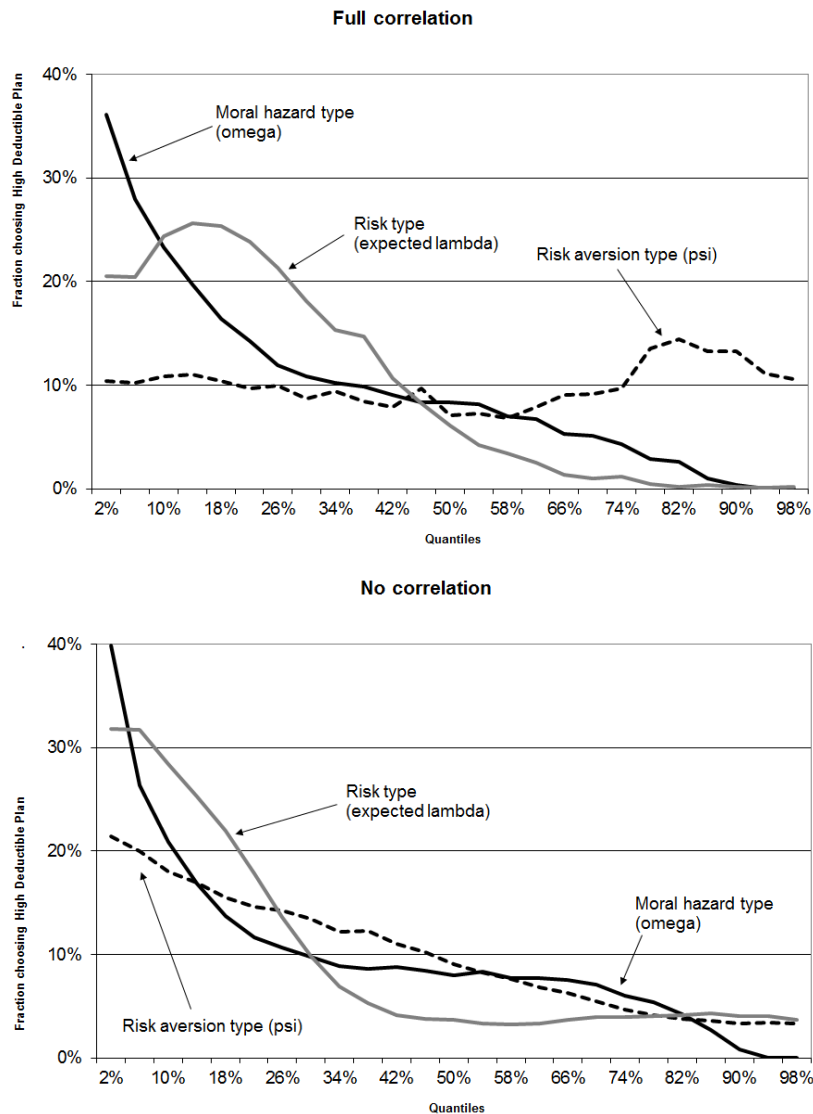 Full correlation
Fraction choosing High Deductible Plan
40%
30%
20%
10%
0%
Moral hazard type
(omega)
Risk type
(expected lambda)
Risk aversion type (psi)
2% 10% 18% 26% 34% 42% 50% 58% 66% 74% 82% 90% 98%
Quantiles
No correlation
Fraction choosing High Deductible Plan
40%
30%
20%
10%
0%
Risk type
(expected lambda)
Moral hazard type
(omega)
Risk aversion type (psi)
2% 10% 18% 26% 34% 42% 50% 58% 66% 74% 82% 90% 98%
Quantiles